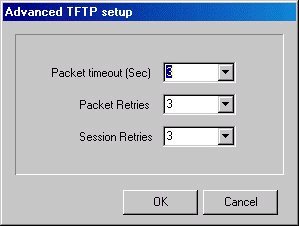 Advanced TFTP setup
Packet timeout (Sec) 3
Packet Retries 3
Session Retries 3
OK Cancel